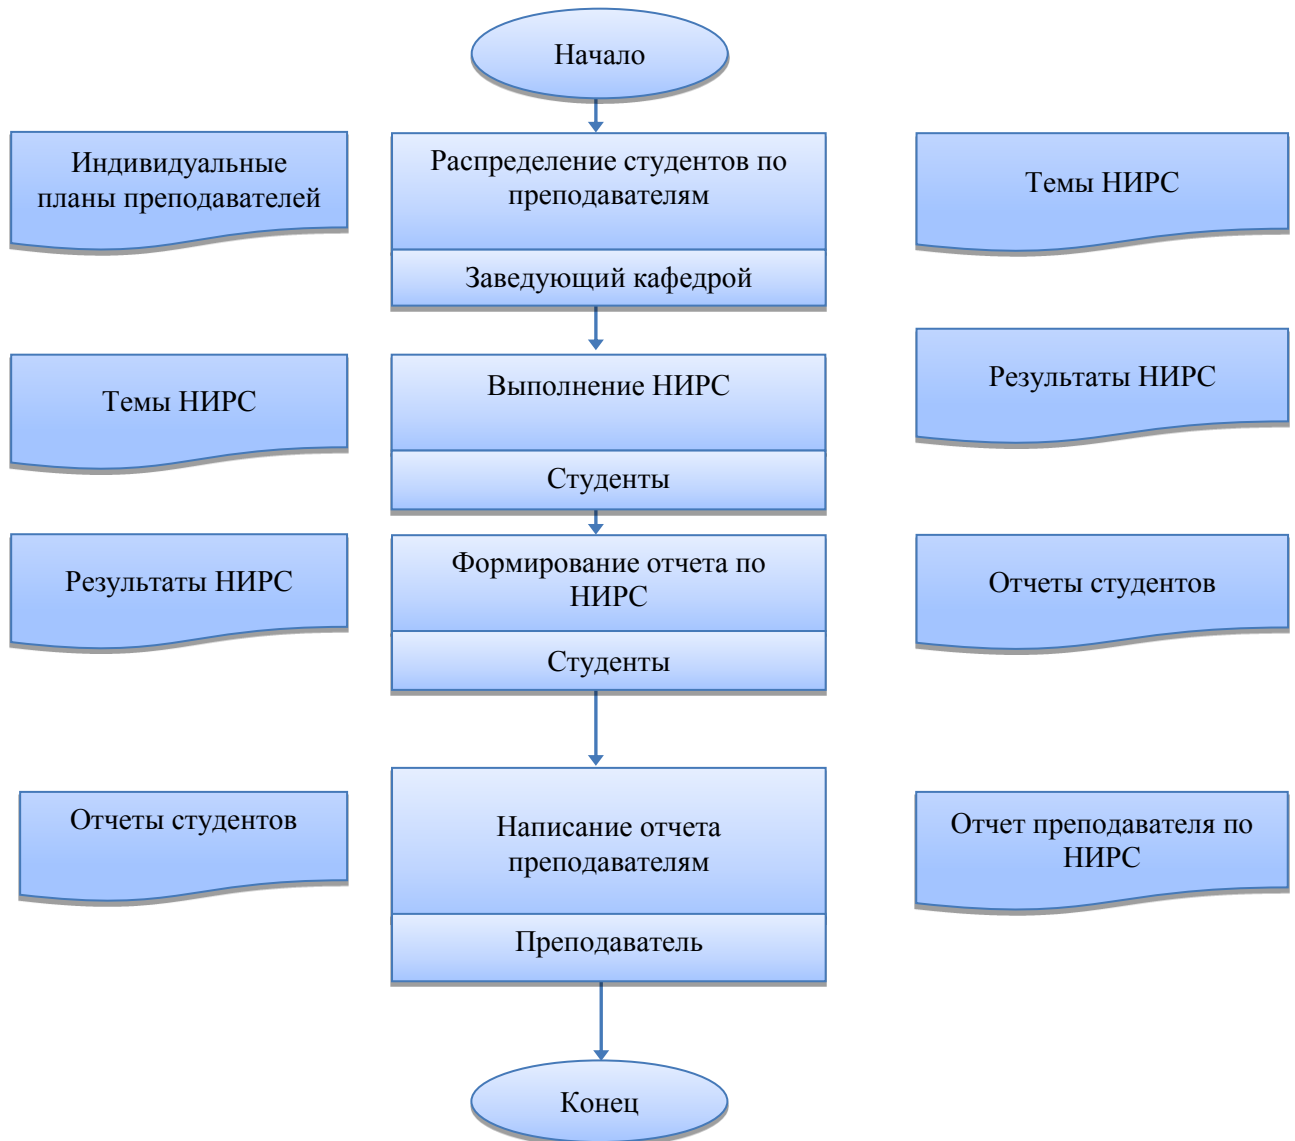 Начало
Индивидуальные
планы преподавателей
Распределение студентов по
преподавателям
Заведующий кафедрой
Темы НИРС
Темы НИРС
Выполнение НИРС
Студенты
Результаты НИРС
Результаты НИРС
Формирование отчета по
НИРС
Студенты
Отчеты студентов
Отчеты студентов
Написание отчета
преподавателям
Преподаватель
Отчет преподавателя по
НИРС
Конец